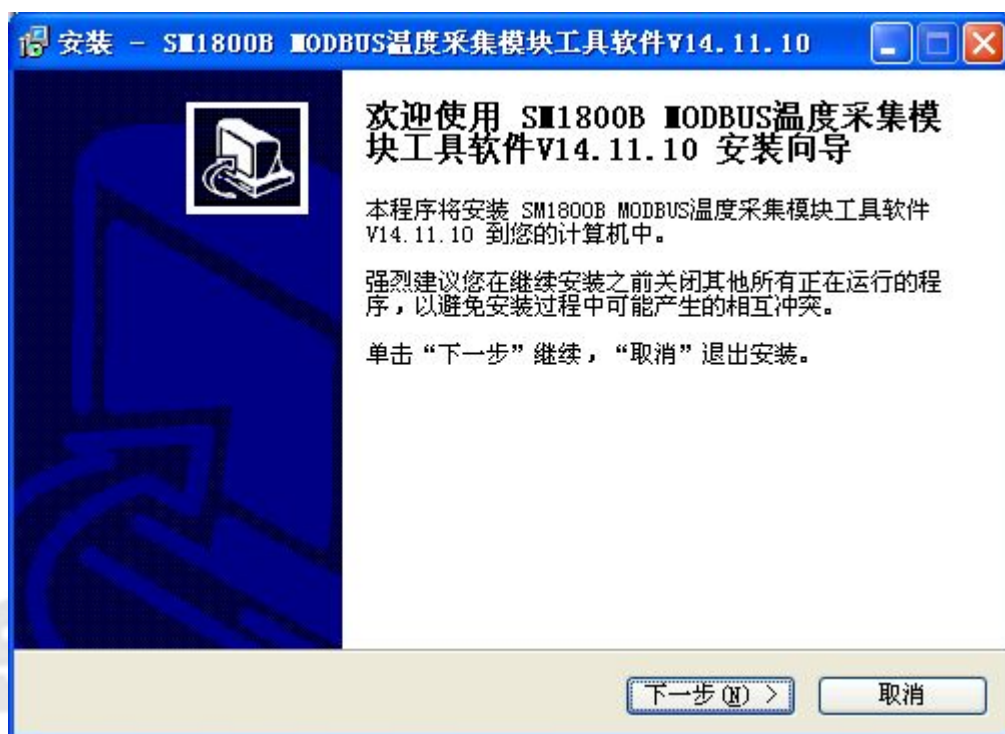 安装 - SM1800B MODBUS温度采集模块工具软件V14.11.10
欢迎使用 SM1800B MODBUS温度采集模
块工具软件V14.11.10 安装向导
本程序将安装 SM1800B MODBUS温度采集模块工具软件
V14.11.10 到您的计算机中。
强烈建议您在继续安装之前关闭其他所有正在运行的程
序，以避免安装过程中可能产生的相互冲突。
单击“下一步”继续，“取消”退出安装。
下一步(N) >
取消